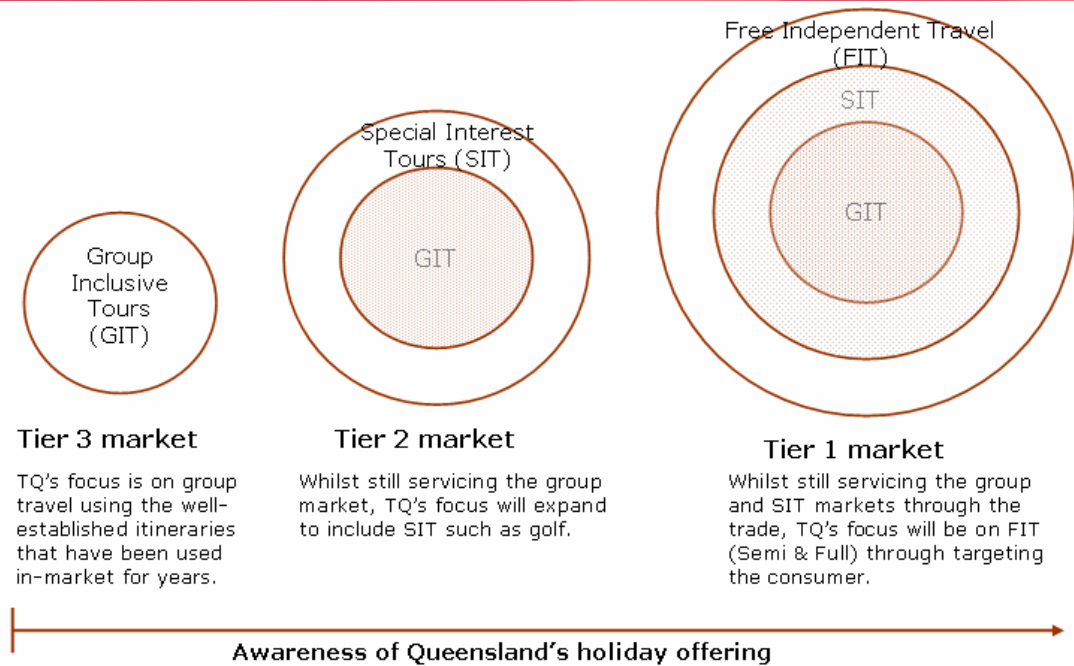 Group
Inclusive
Tours
(GIT)
Tier 3 market
TQ's focus is on group
travel using the well-
established itineraries
that have been used
in-market for years.
Special Interest
Tours (SIT)
GIT
Tier 2 market
Whilst still servicing the group
market, TQ's focus will expand
to include SIT such as golf.
Free Independent Travel
(FIT)
SIT
GIT
Tier 1 market
Whilst still servicing the group
and SIT markets through the
trade, TQ's focus will be on FIT
(Semi & Full) through targeting
the consumer.
Awareness of Queensland's holiday offering